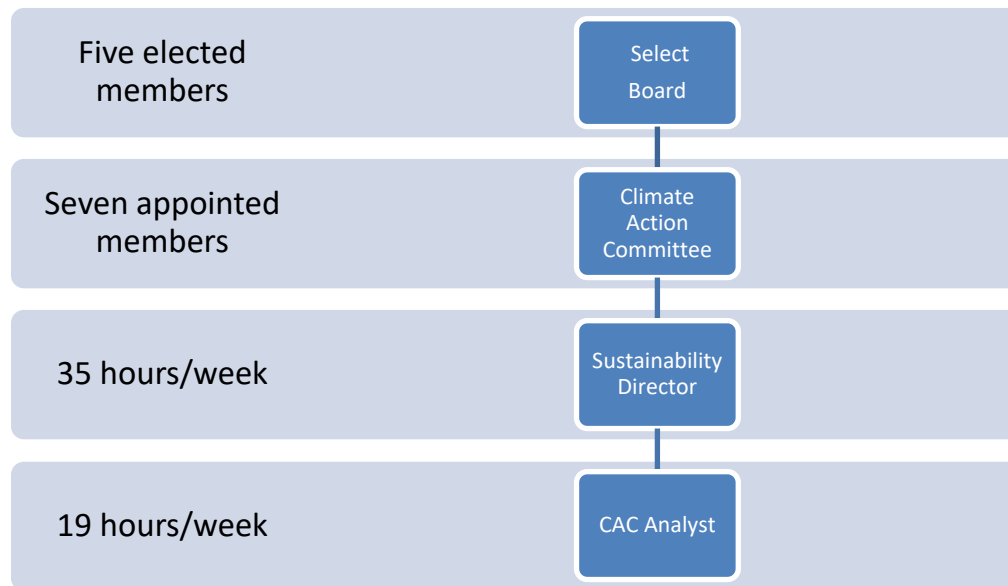 Five elected
members
Select
Board
Seven appointed
members
Climate
Action
Committee
35 hours/week
Sustainability
Director
19 hours/week
CAC Analyst